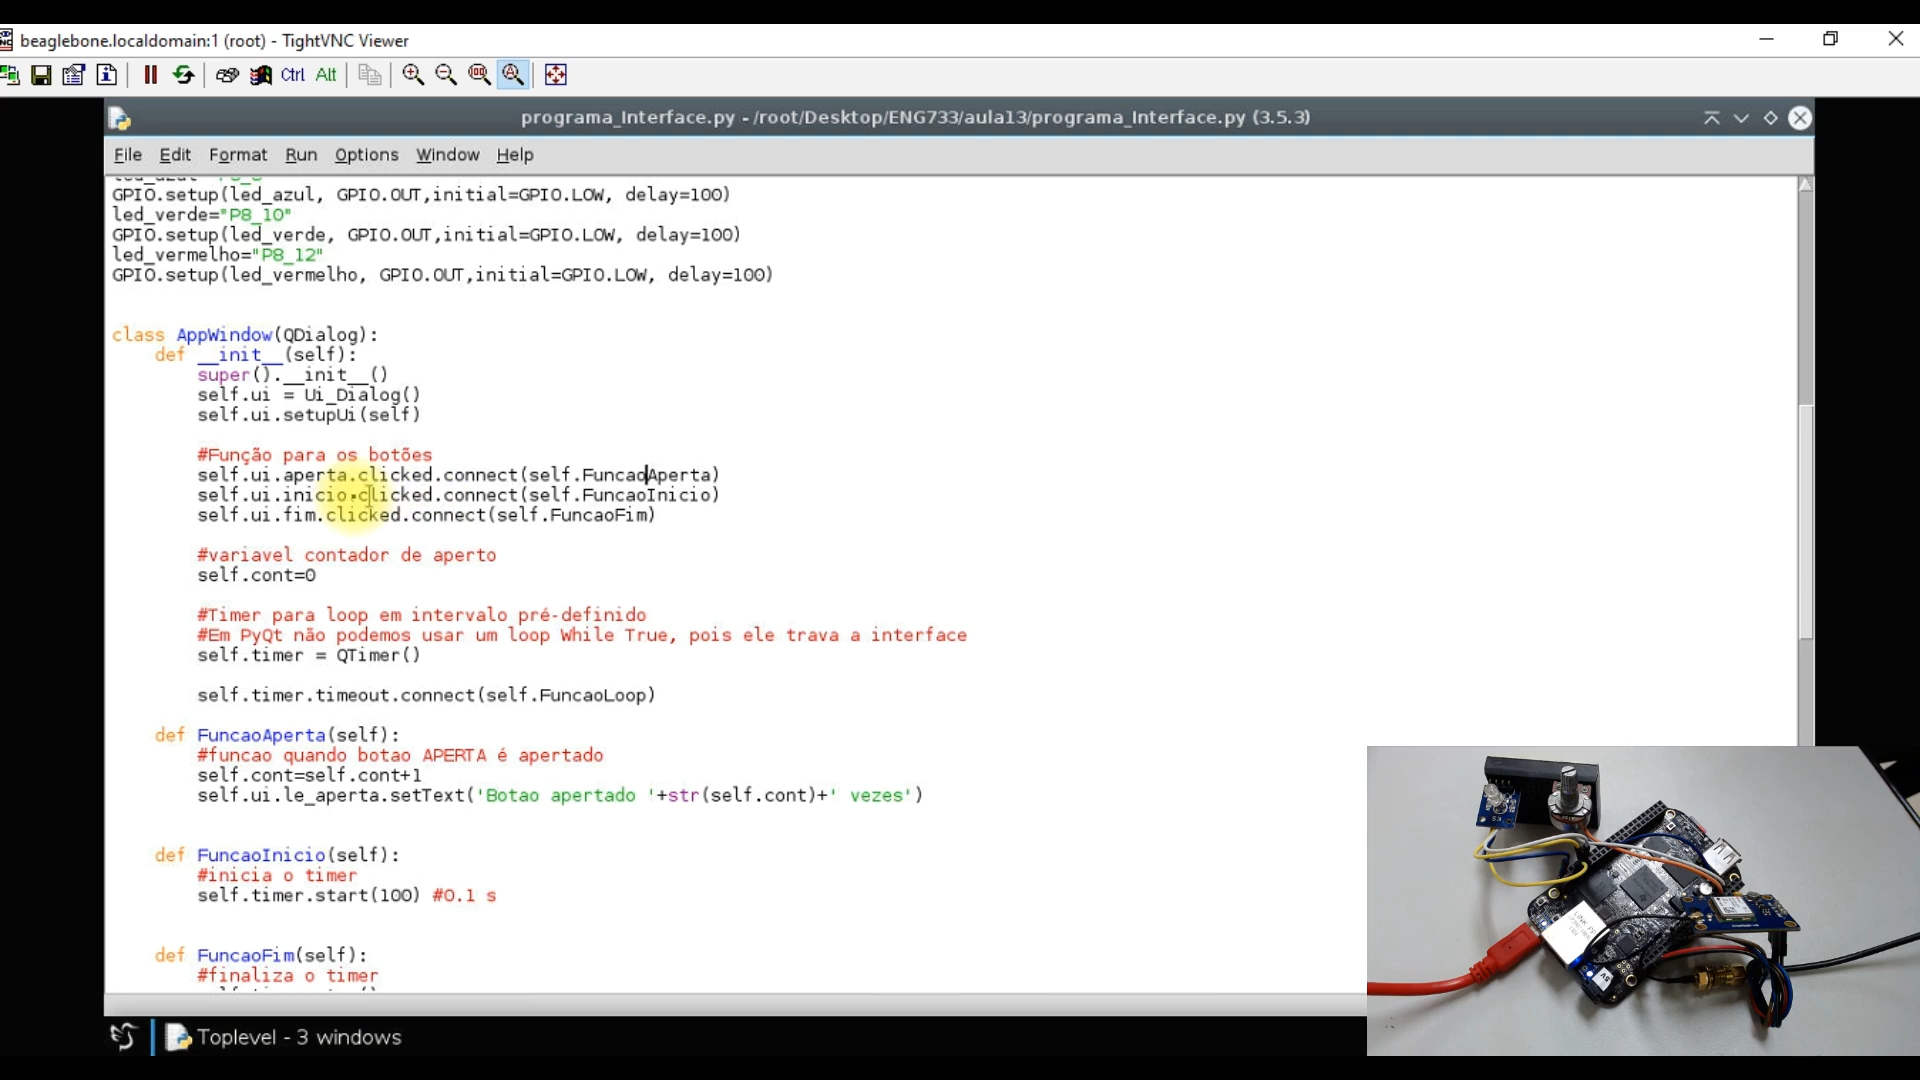 beaglebone.localdomain:1 (root) - TightVNC Viewer
Ctrl Alt
programa_Interface.py - /root/Desktop/ENG733/aula13/programa_Interface.py (3.5.3)
File Edit Format Run Options Window Help
GPIO.setup(led_azul, GPIO.OUT,initial=GPIO.LOW, delay=100)
led_verde="P8_10"
GPIO.setup(led_verde, GPIO.OUT,initial=GPIO.LOW, delay=100)
led_vermelho="P8_12"
GPIO.setup(led_vermelho, GPIO.OUT,initial=GPIO.LOW, delay=100)
class AppWindow(QDialog):
def __init__(self):
super().__init__()
self.ui = Ui_Dialog()
self.ui.setupUi(self)
#Função para os botões
self.ui.aperta.clicked.connect(self.FuncaoAperta)
self.ui.inicio.clicked.connect(self.FuncaoInicio)
self.ui.fim.clicked.connect(self.FuncaoFim)
#variavel contador de aperto
self.cont=0
#Timer para loop em intervalo pré-definido
#Em PyQt não podemos usar um loop While True, pois ele trava a interface
self.timer = QTimer()
self.timer.timeout.connect(self.FuncaoLoop)
def FuncaoAperta(self):
#funcao quando botao APERTA é apertado
self.cont=self.cont+1
self.ui.le_aperta.setText('Botao apertado '+str(self.cont)+' vezes')
def FuncaoInicio(self):
#inicia o timer
self.timer.start(100) #0.1 s
def FuncaoFim(self):
#finaliza o timer
Toplevel - 3 windows
5V